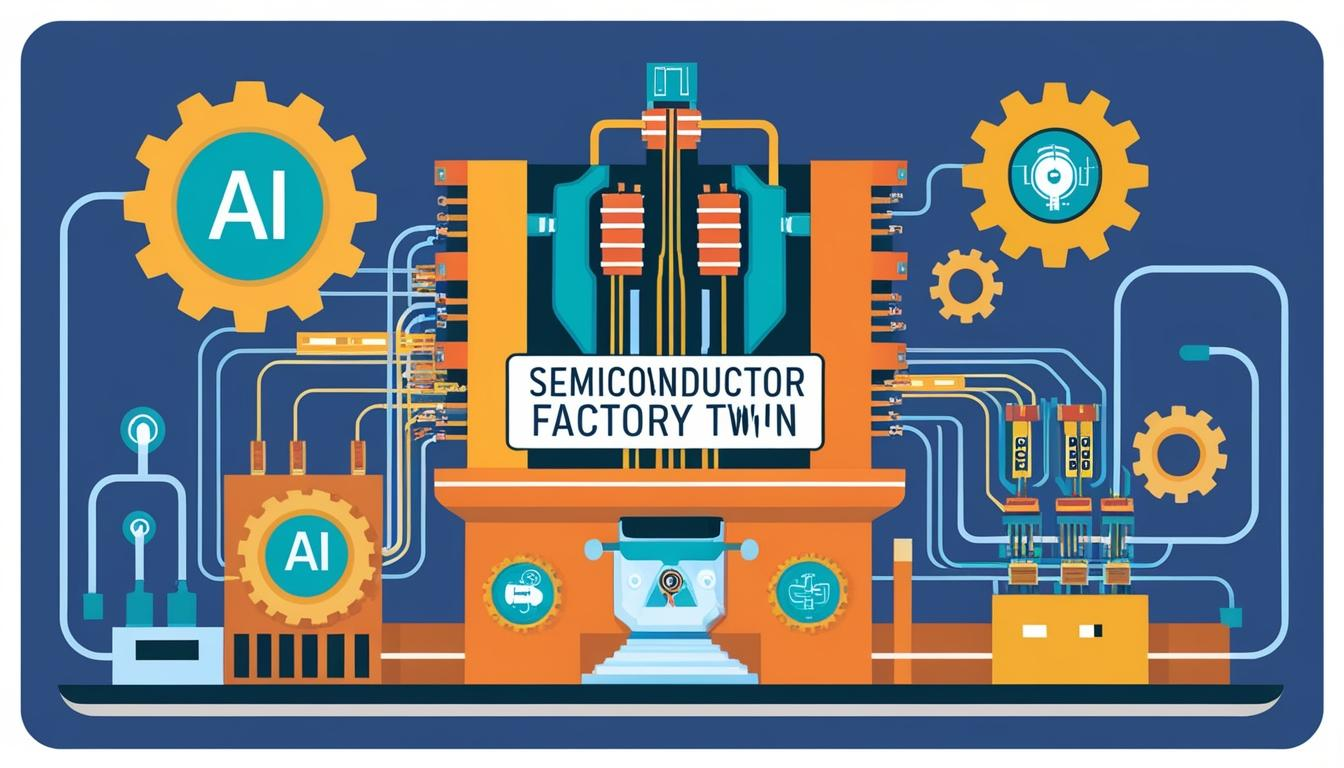 AI
SEMICONDUCTOR
FACTORY TWIN
AI